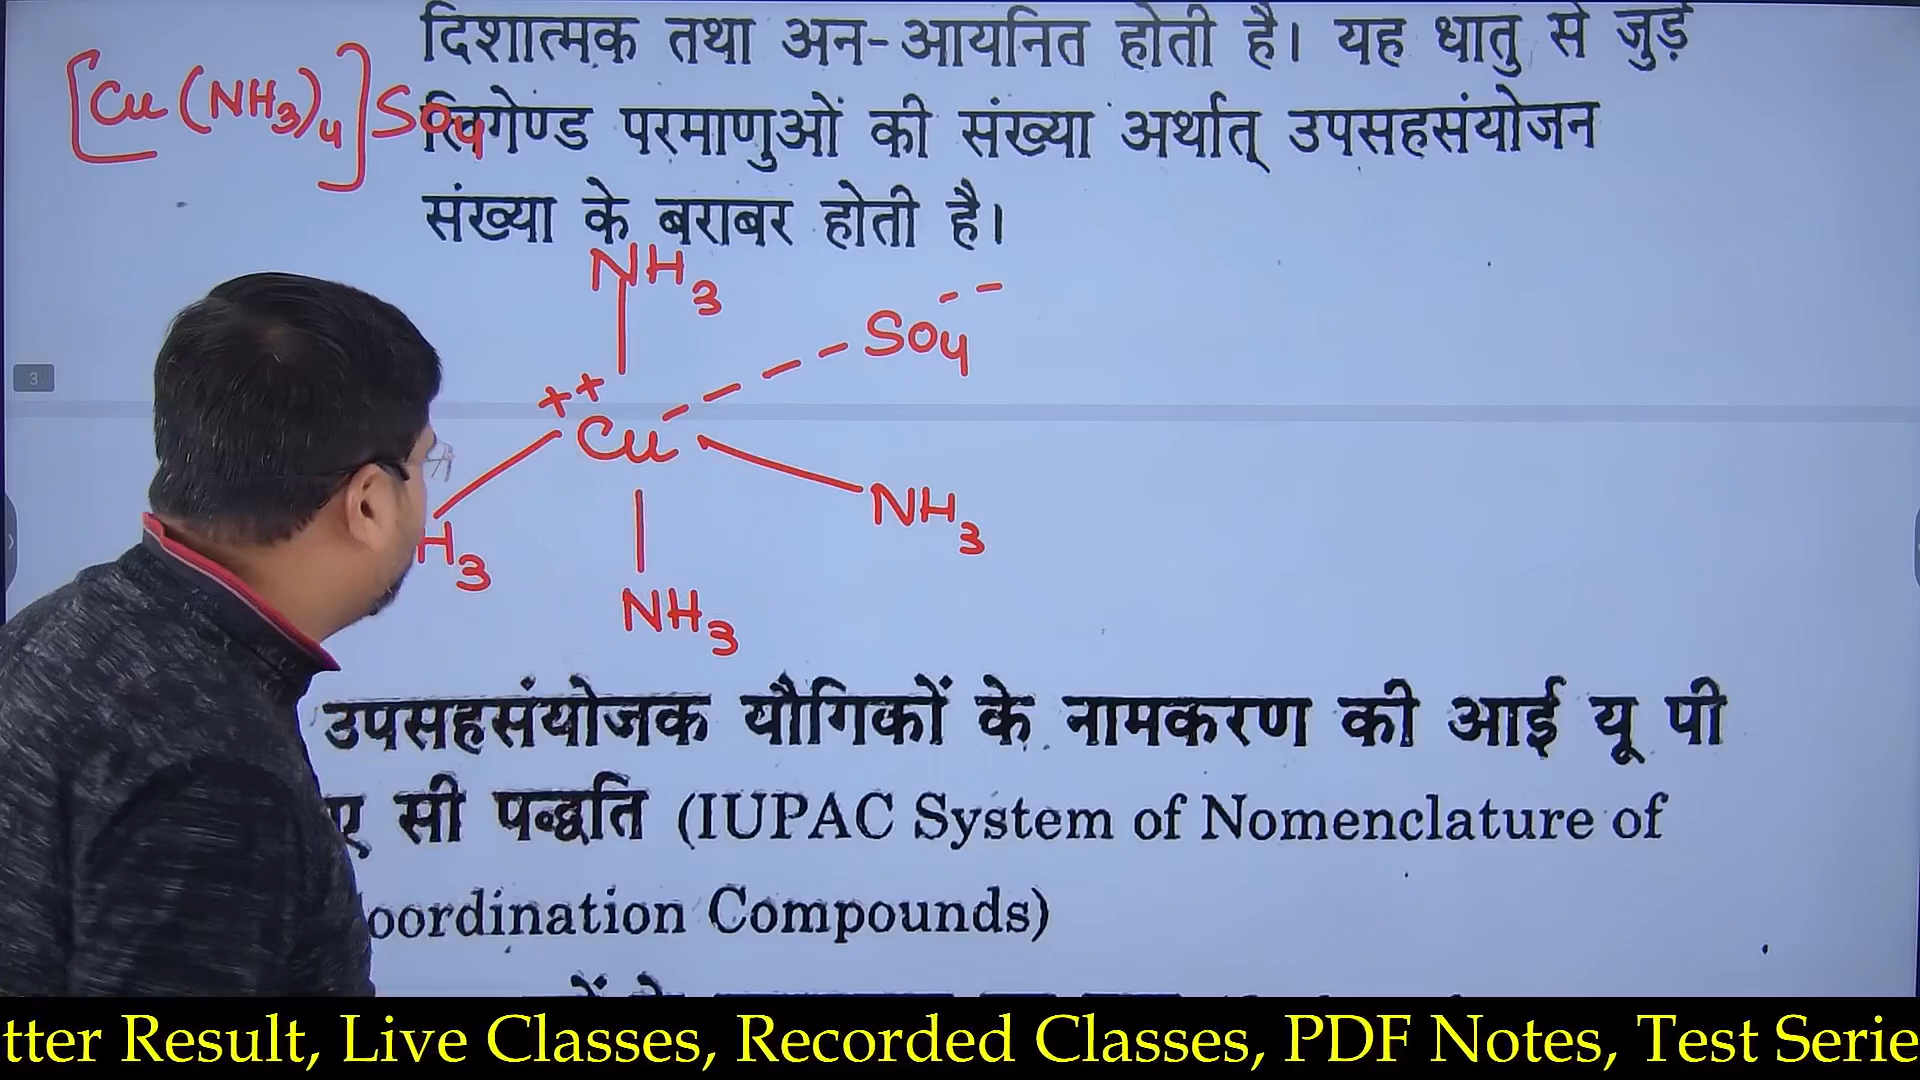 दिशात्मक तथा अन-आयनित होती है। यह धातु से जुड़े
[Cu(NH3)4]SO4
लिगेण्ड परमाणुओं की संख्या अर्थात् उपसहसंयोजन
संख्या के बराबर होती है।
NH3
SO4 --
++
Cu
NH3
H3
NH3
3
उपसहसंयोजक यौगिकों के नामकरण की आई यू पी
ए सी पद्धति (IUPAC System of Nomenclature of
oordination Compounds)
tter Result, Live Classes, Recorded Classes, PDF Notes, Test Serie